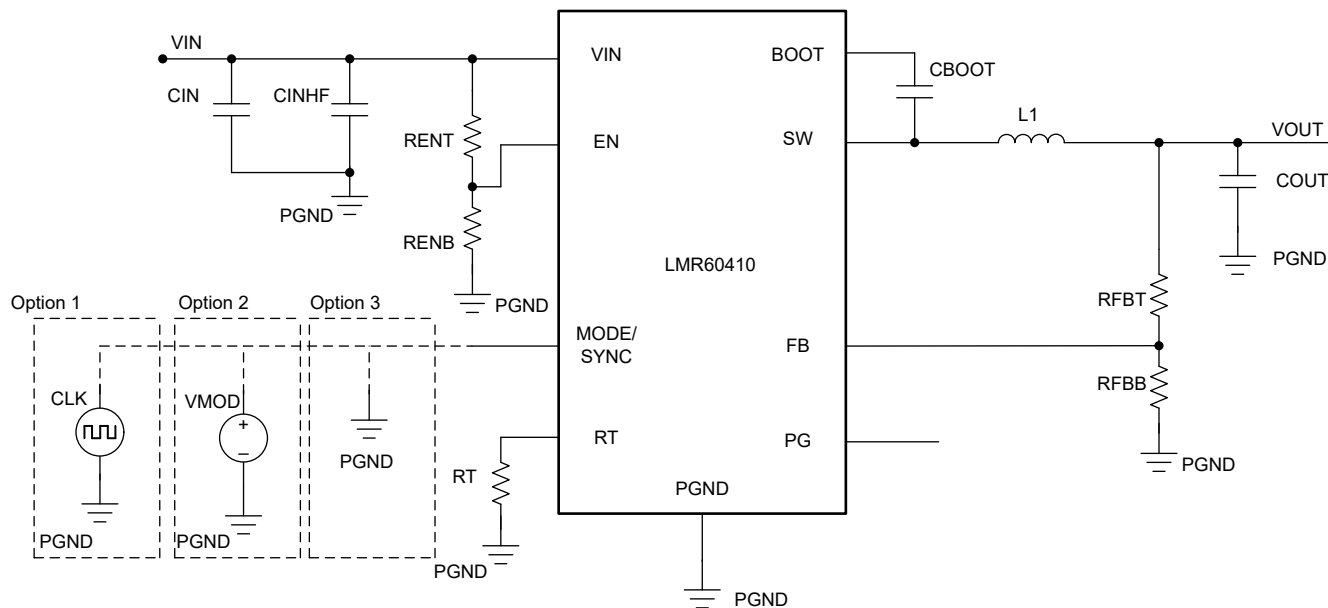 VIN
CIN
CINHF
PGND
RENT
RENB
PGND
VIN
BOOT
EN
SW
LMR60410
MODE/
SYNC
FB
RT
PG
PGND
PGND
CBOOT
L1
VOUT
COUT
PGND
RFBT
RFBB
PGND
Option 1
Option 2
Option 3
CLK
PGND
VMOD
+
–
PGND
PGND
RT
PGND